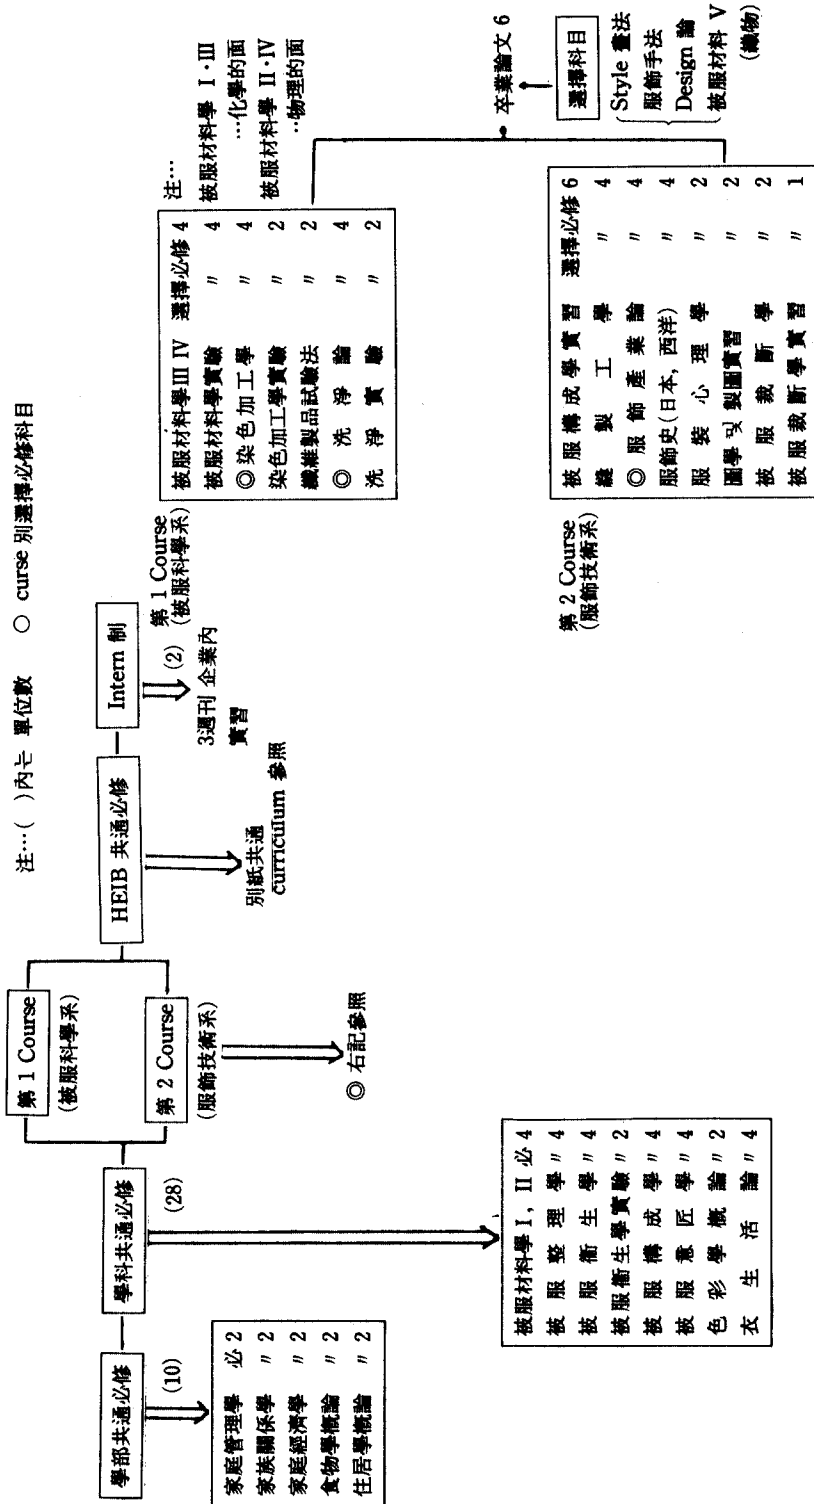 注…( )內는 單位數 ○ curse 別選擇必修科目
學部共通必修
(10)
家庭管理學 必 2
家族關係學 〃 2
家庭經濟學 〃 2
食物學槪論 〃 2
住居學槪論 〃 2
學科共通必修
(28)
被服材料學 I, II 必 4
被服整理學 〃 4
被服衞生學 〃 4
被服衞生學實驗 〃 2
被服構成學 〃 4
被服意匠學 〃 4
色彩學槪論 〃 2
衣生活論 〃 4
第 1 Course
(被服科學系)
第 2 Course
(服飾技術系)
◎ 右記參照
HEIB 共通必修
別紙共通
curriculum 參照
Intern 制
(2)
3週刊 企業內
實習
第 1 Course
(被服科學系)
被服材料學III IV 選擇必修 4
被服材料學實驗 〃 4
◎染色加工學 〃 4
染色加工學實驗 〃 2
纖維製品試驗法 〃 2
◎洗淨論 〃 4
洗淨實驗 〃 2
注…
被服材料學 I·III
…化學的面
被服材料學 II·IV
…物理的面
第 2 Course
(服飾技術系)
被服構成學實習 選擇必修 6
縫製工學 〃 4
◎服飾產業論 〃 4
服飾史(日本, 西洋) 〃 4
服裝心理學 〃 2
圖學 및 製圖實習 〃 2
被服裁斷學 〃 2
被服裁斷學實習 〃 1
卒業論文 6
選擇科目
Style 畫法
服飾手法
Design 論
被服材料 V
(織物)